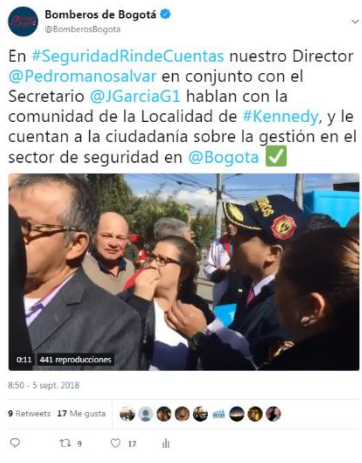 Bomberos de Bogotá
@BomberosBogota
En #SeguridadRindeCuentas nuestro Director
@Pedromanosalvar en conjunto con el
Secretario @JGarciaG1 hablan con la
comunidad de la Localidad de #Kennedy, y le
cuentan a la ciudadanía sobre la gestión en el
sector de seguridad en @Bogota ✅
0:11 441 reproducciones
8:50 - 5 sept. 2018
9 Retweets 17 Me gusta
9 17